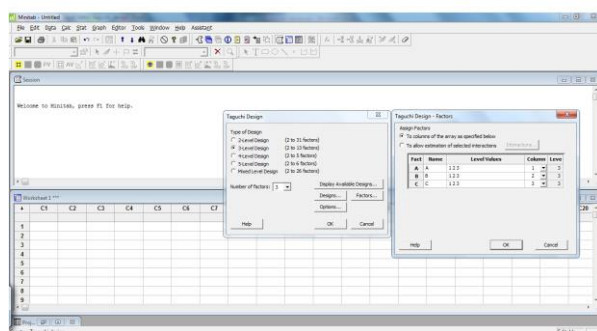 Minitab - Untitled
File Edit Data Calc Stat Graph Editor Tools Window Help Assistant
Session
Welcome to Minitab, press F1 for help.
Taguchi Design
Type of Design
2-Level Design (2 to 31 factors)
3-Level Design (2 to 13 factors)
4-Level Design (2 to 5 factors)
5-Level Design (2 to 6 factors)
Mixed Level Design (2 to 26 factors)
Number of factors: 3
Display Available Designs...
Designs... Factors...
Options...
Help OK Cancel
Taguchi Design - Factors
Assign Factors
To columns of the array as specified below
To allow estimation of selected interactions
Fact Name Level Values Column Leve
A A 1 2 3 1 3
B B 1 2 3 2 3
C C 1 2 3 3 3
Help OK Cancel
Worksheet 1 ***
C1 C2 C3 C4 C5 C6 C7
1
2
3
4
5
6
7
8
9
Proj...